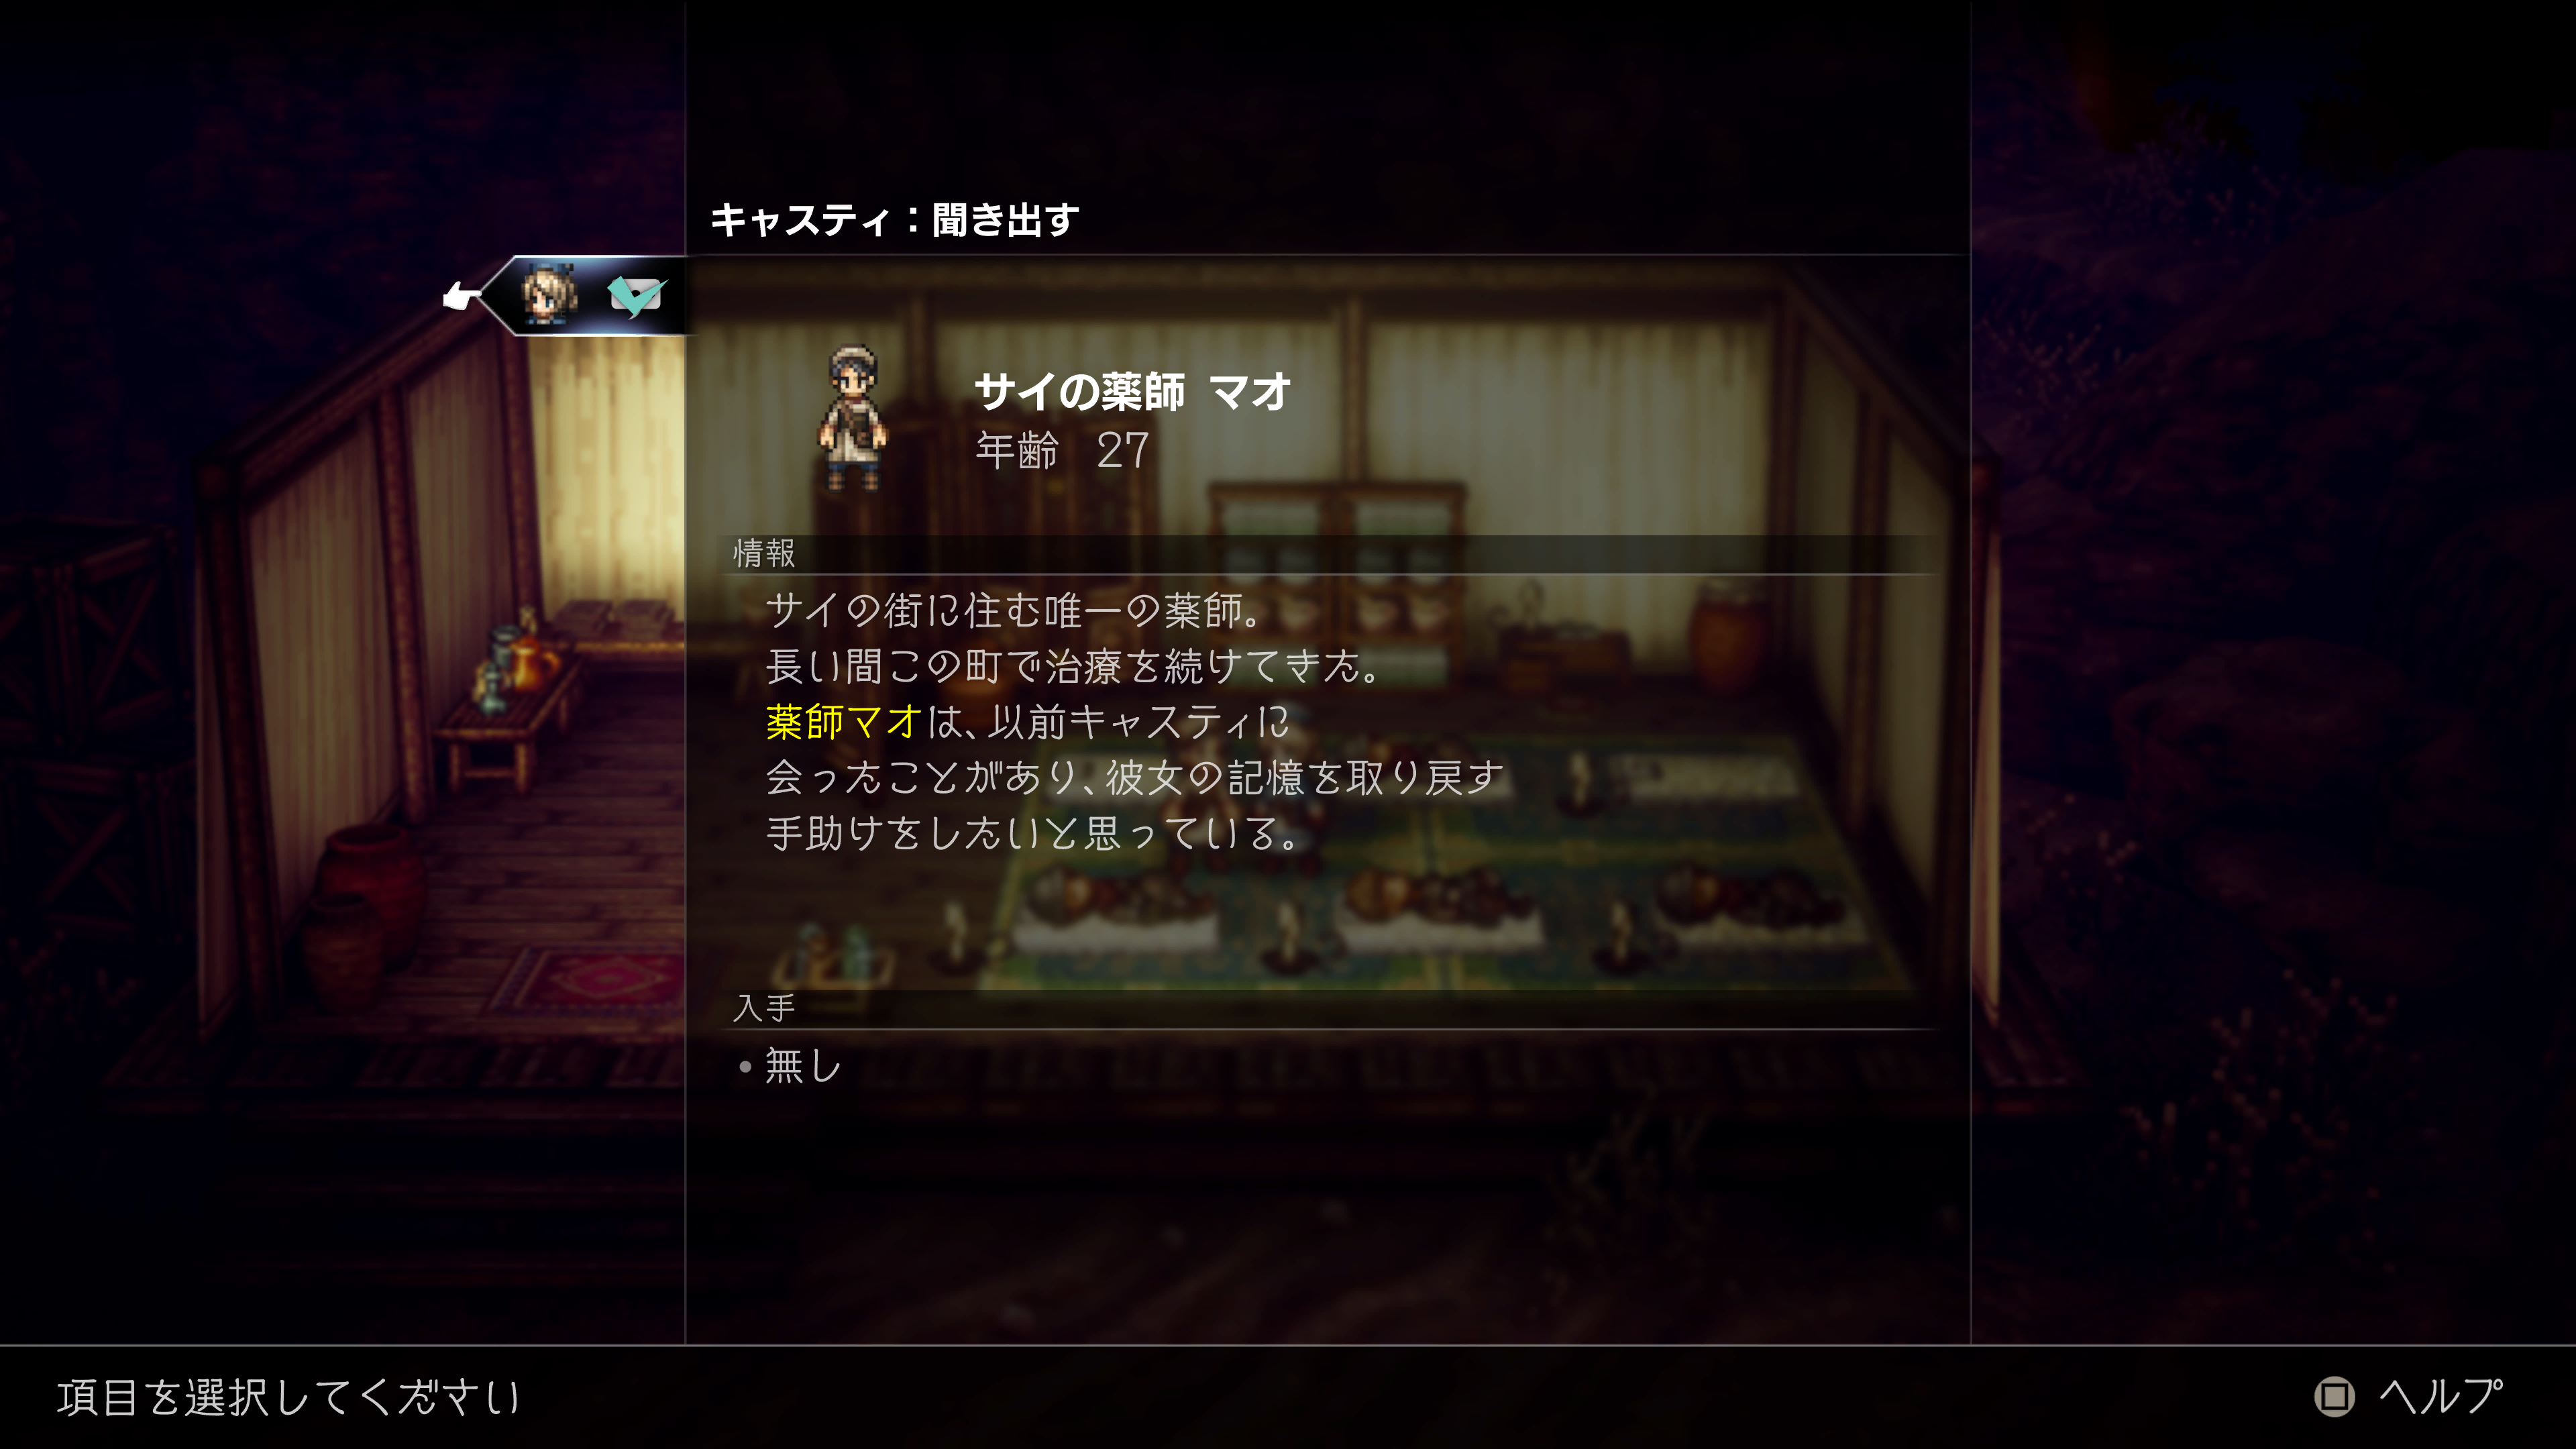 キャスティ：聞き出す
サイの薬師 マオ
年齢 27
情報
サイの街に住む唯一の薬師。
長い間この町で治療を続けてきた。
薬師マオは、以前キャスティに
会ったことがあり、彼女の記憶を取り戻す
手助けをしたいと思っている。
入手
・無し
項目を選択してください
ヘルプ